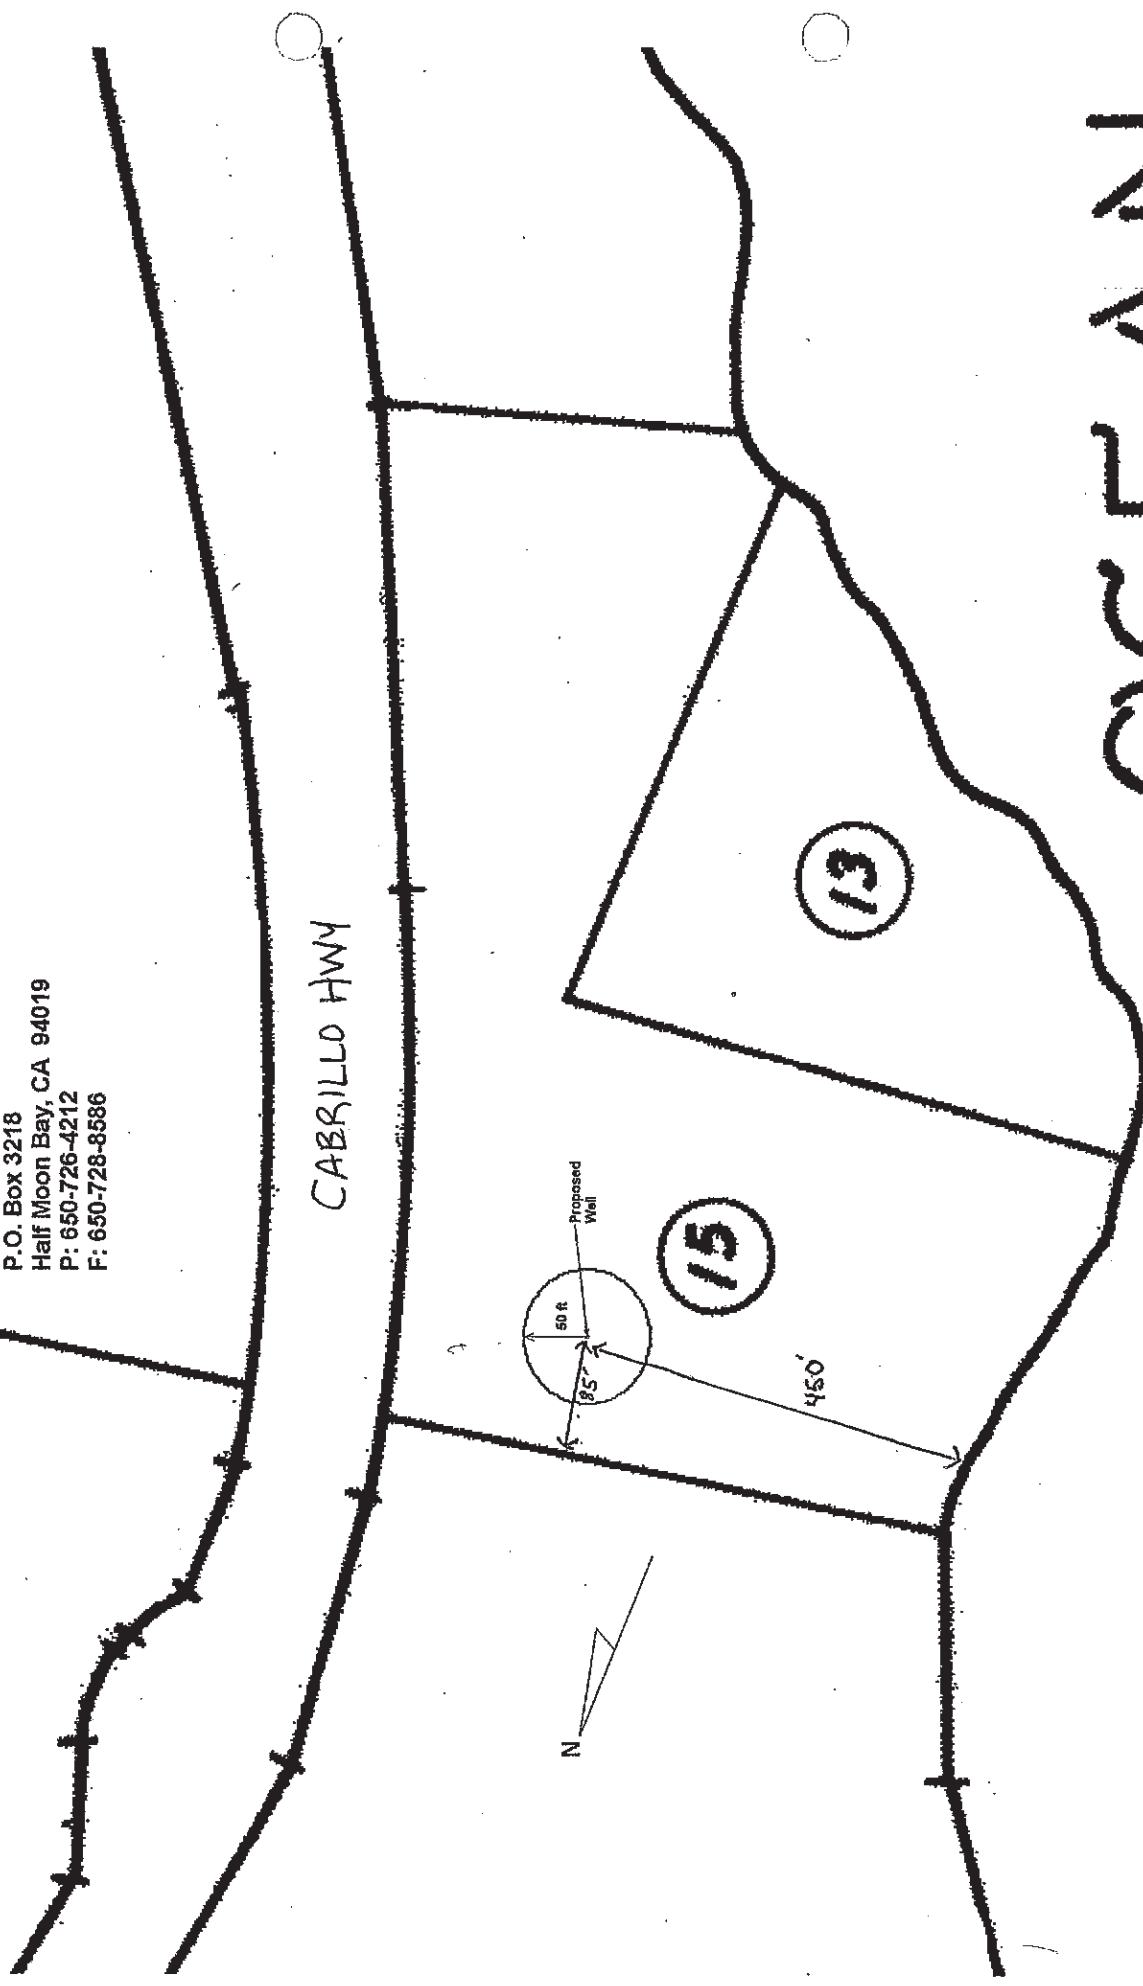 P.O. Box 3218
Half Moon Bay, CA 94019
P: 650-726-4212
F: 650-728-8586
CABRILLO HWY
Proposed
Well
50 ft
85'
15
13
450'
N
OCEAN